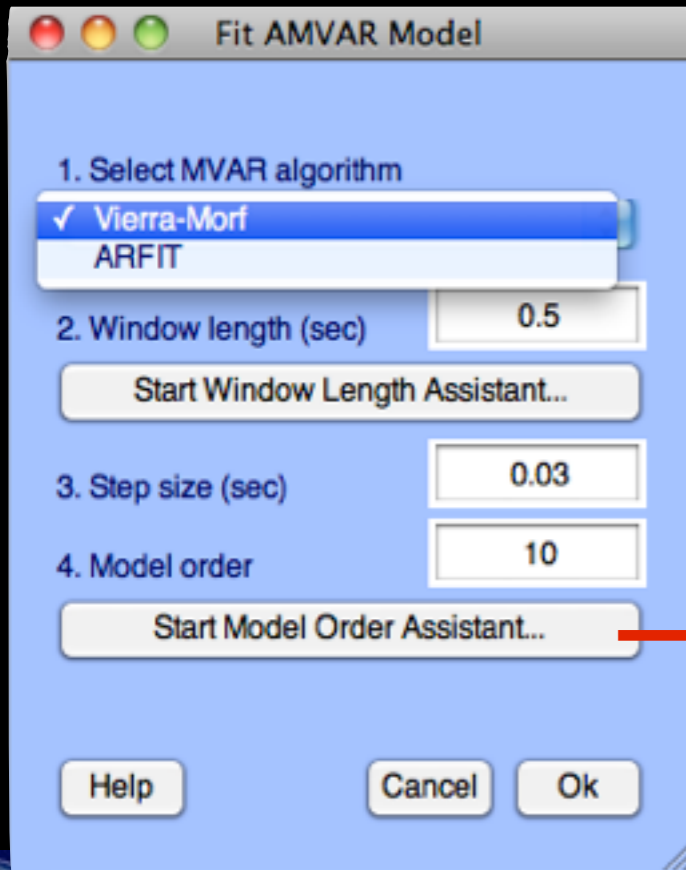 Fit AMVAR Model
1. Select MVAR algorithm
✓ Vierra-Morf
ARFIT
2. Window length (sec) 0.5
Start Window Length Assistant...
3. Step size (sec) 0.03
4. Model order 10
Start Model Order Assistant...
Help Cancel Ok